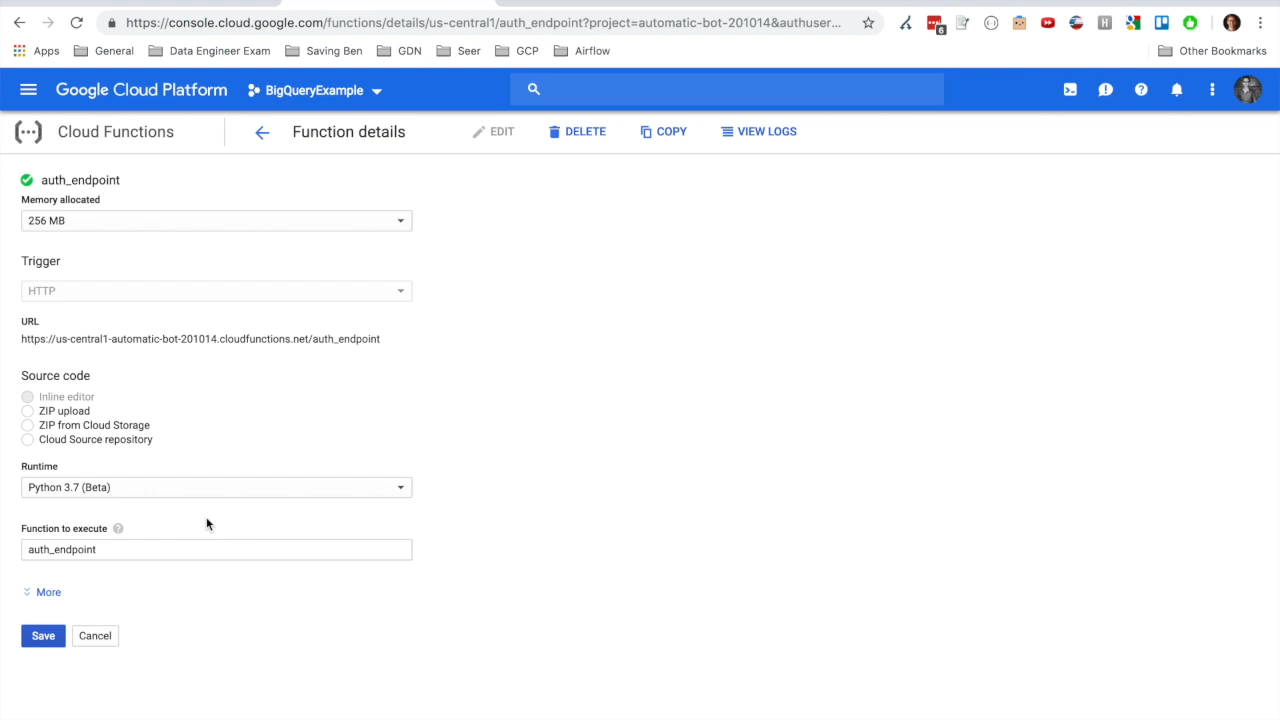 https://console.cloud.google.com/functions/details/us-central1/auth_endpoint?project=automatic-bot-201014&authuser...
6
H
Apps General Data Engineer Exam Saving Ben GDN Seer GCP Airflow Other Bookmarks
Google Cloud Platform BigQueryExample
Cloud Functions Function details EDIT DELETE COPY VIEW LOGS
auth_endpoint
Memory allocated
256 MB
Trigger
HTTP
URL
https://us-central1-automatic-bot-201014.cloudfunctions.net/auth_endpoint
Source code
Inline editor
ZIP upload
ZIP from Cloud Storage
Cloud Source repository
Runtime
Python 3.7 (Beta)
Function to execute
auth_endpoint
More
Save Cancel